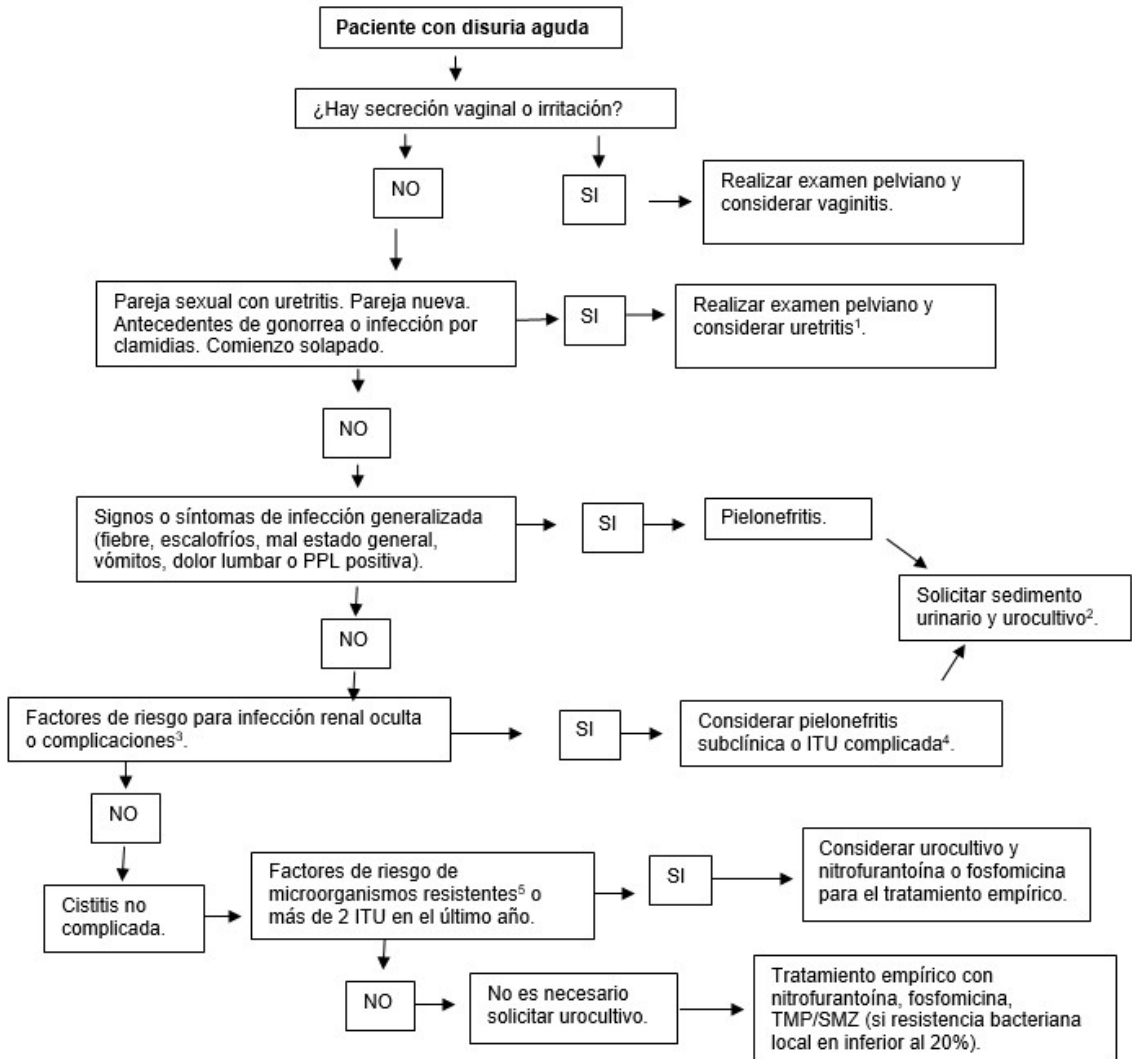 Paciente con disuria aguda
¿Hay secreción vaginal o irritación?
NO
SI
Realizar examen pelviano y
considerar vaginitis.
Pareja sexual con uretritis. Pareja nueva.
Antecedentes de gonorrea o infección por
clamidias. Comienzo solapado.
SI
Realizar examen pelviano y
considerar uretritis¹.
NO
Signos o síntomas de infección generalizada
(fiebre, escalofríos, mal estado general,
vómitos, dolor lumbar o PPL positiva).
SI
Pielonefritis.
Solicitar sedimento
urinario y urocultivo².
NO
Factores de riesgo para infección renal oculta
o complicaciones³.
SI
Considerar pielonefritis
subclínica o ITU complicada⁴.
NO
Cistitis no
complicada.
Factores de riesgo de
microorganismos resistentes⁵ o
más de 2 ITU en el último año.
SI
Considerar urocultivo y
nitrofurantoína o fosfomicina
para el tratamiento empírico.
NO
No es necesario
solicitar urocultivo.
Tratamiento empírico con
nitrofurantoína, fosfomicina,
TMP/SMZ (si resistencia bacteriana
local en inferior al 20%).